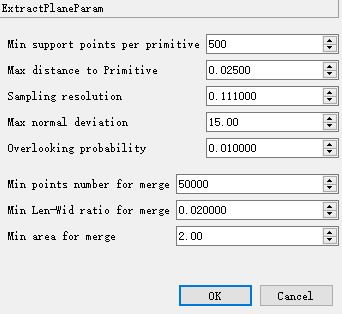 ExtractPlaneParam
Min support points per primitive 500
Max distance to Primitive 0.02500
Sampling resolution 0.111000
Max normal deviation 15.00
Overlooking probability 0.010000
Min points number for merge 50000
Min Len-Wid ratio for merge 0.020000
Min area for merge 2.00
OK Cancel